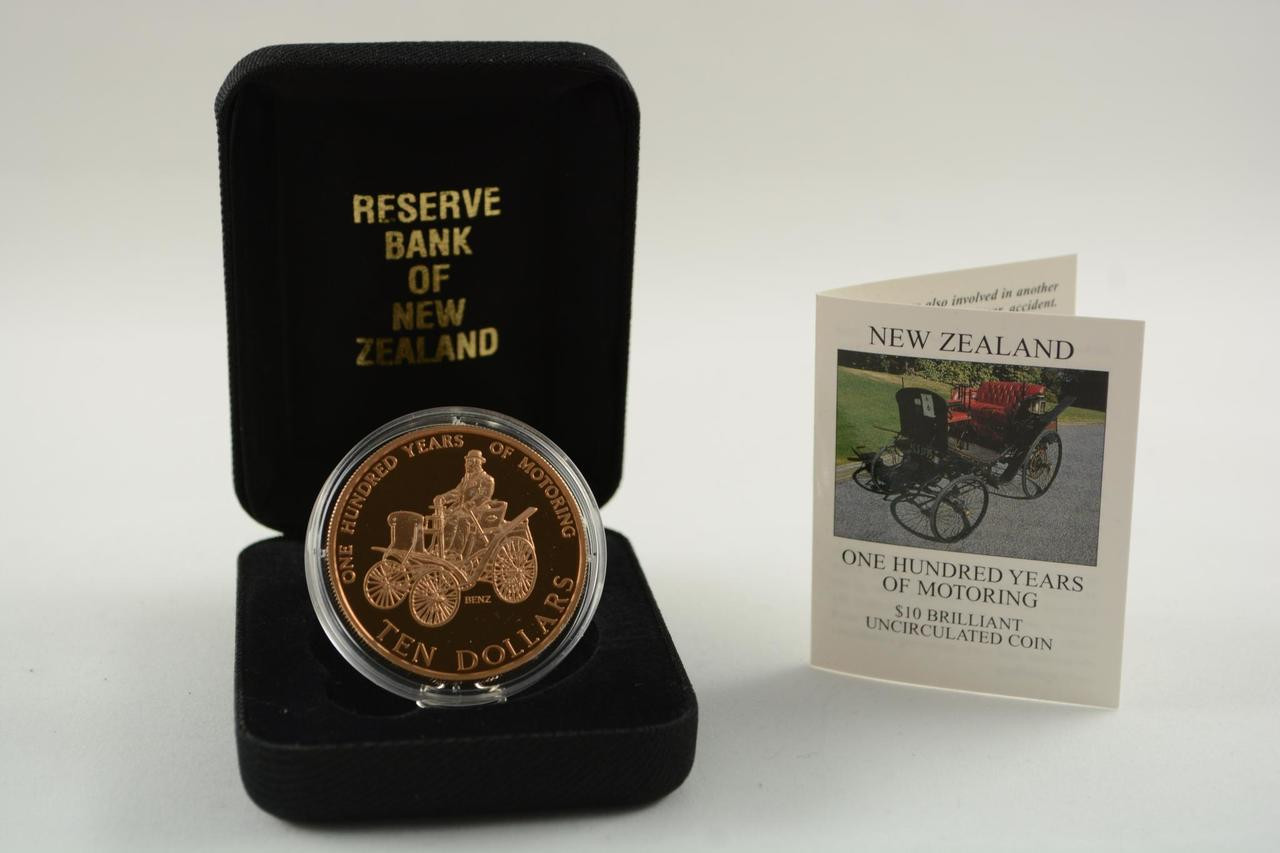 RESERVE
BANK
OF
NEW
ZEALAND
ONE HUNDRED YEARS OF MOTORING
BENZ
TEN DOLLARS
also involved in another
accident.
NEW ZEALAND
ONE HUNDRED YEARS
OF MOTORING
$10 BRILLIANT
UNCIRCULATED COIN